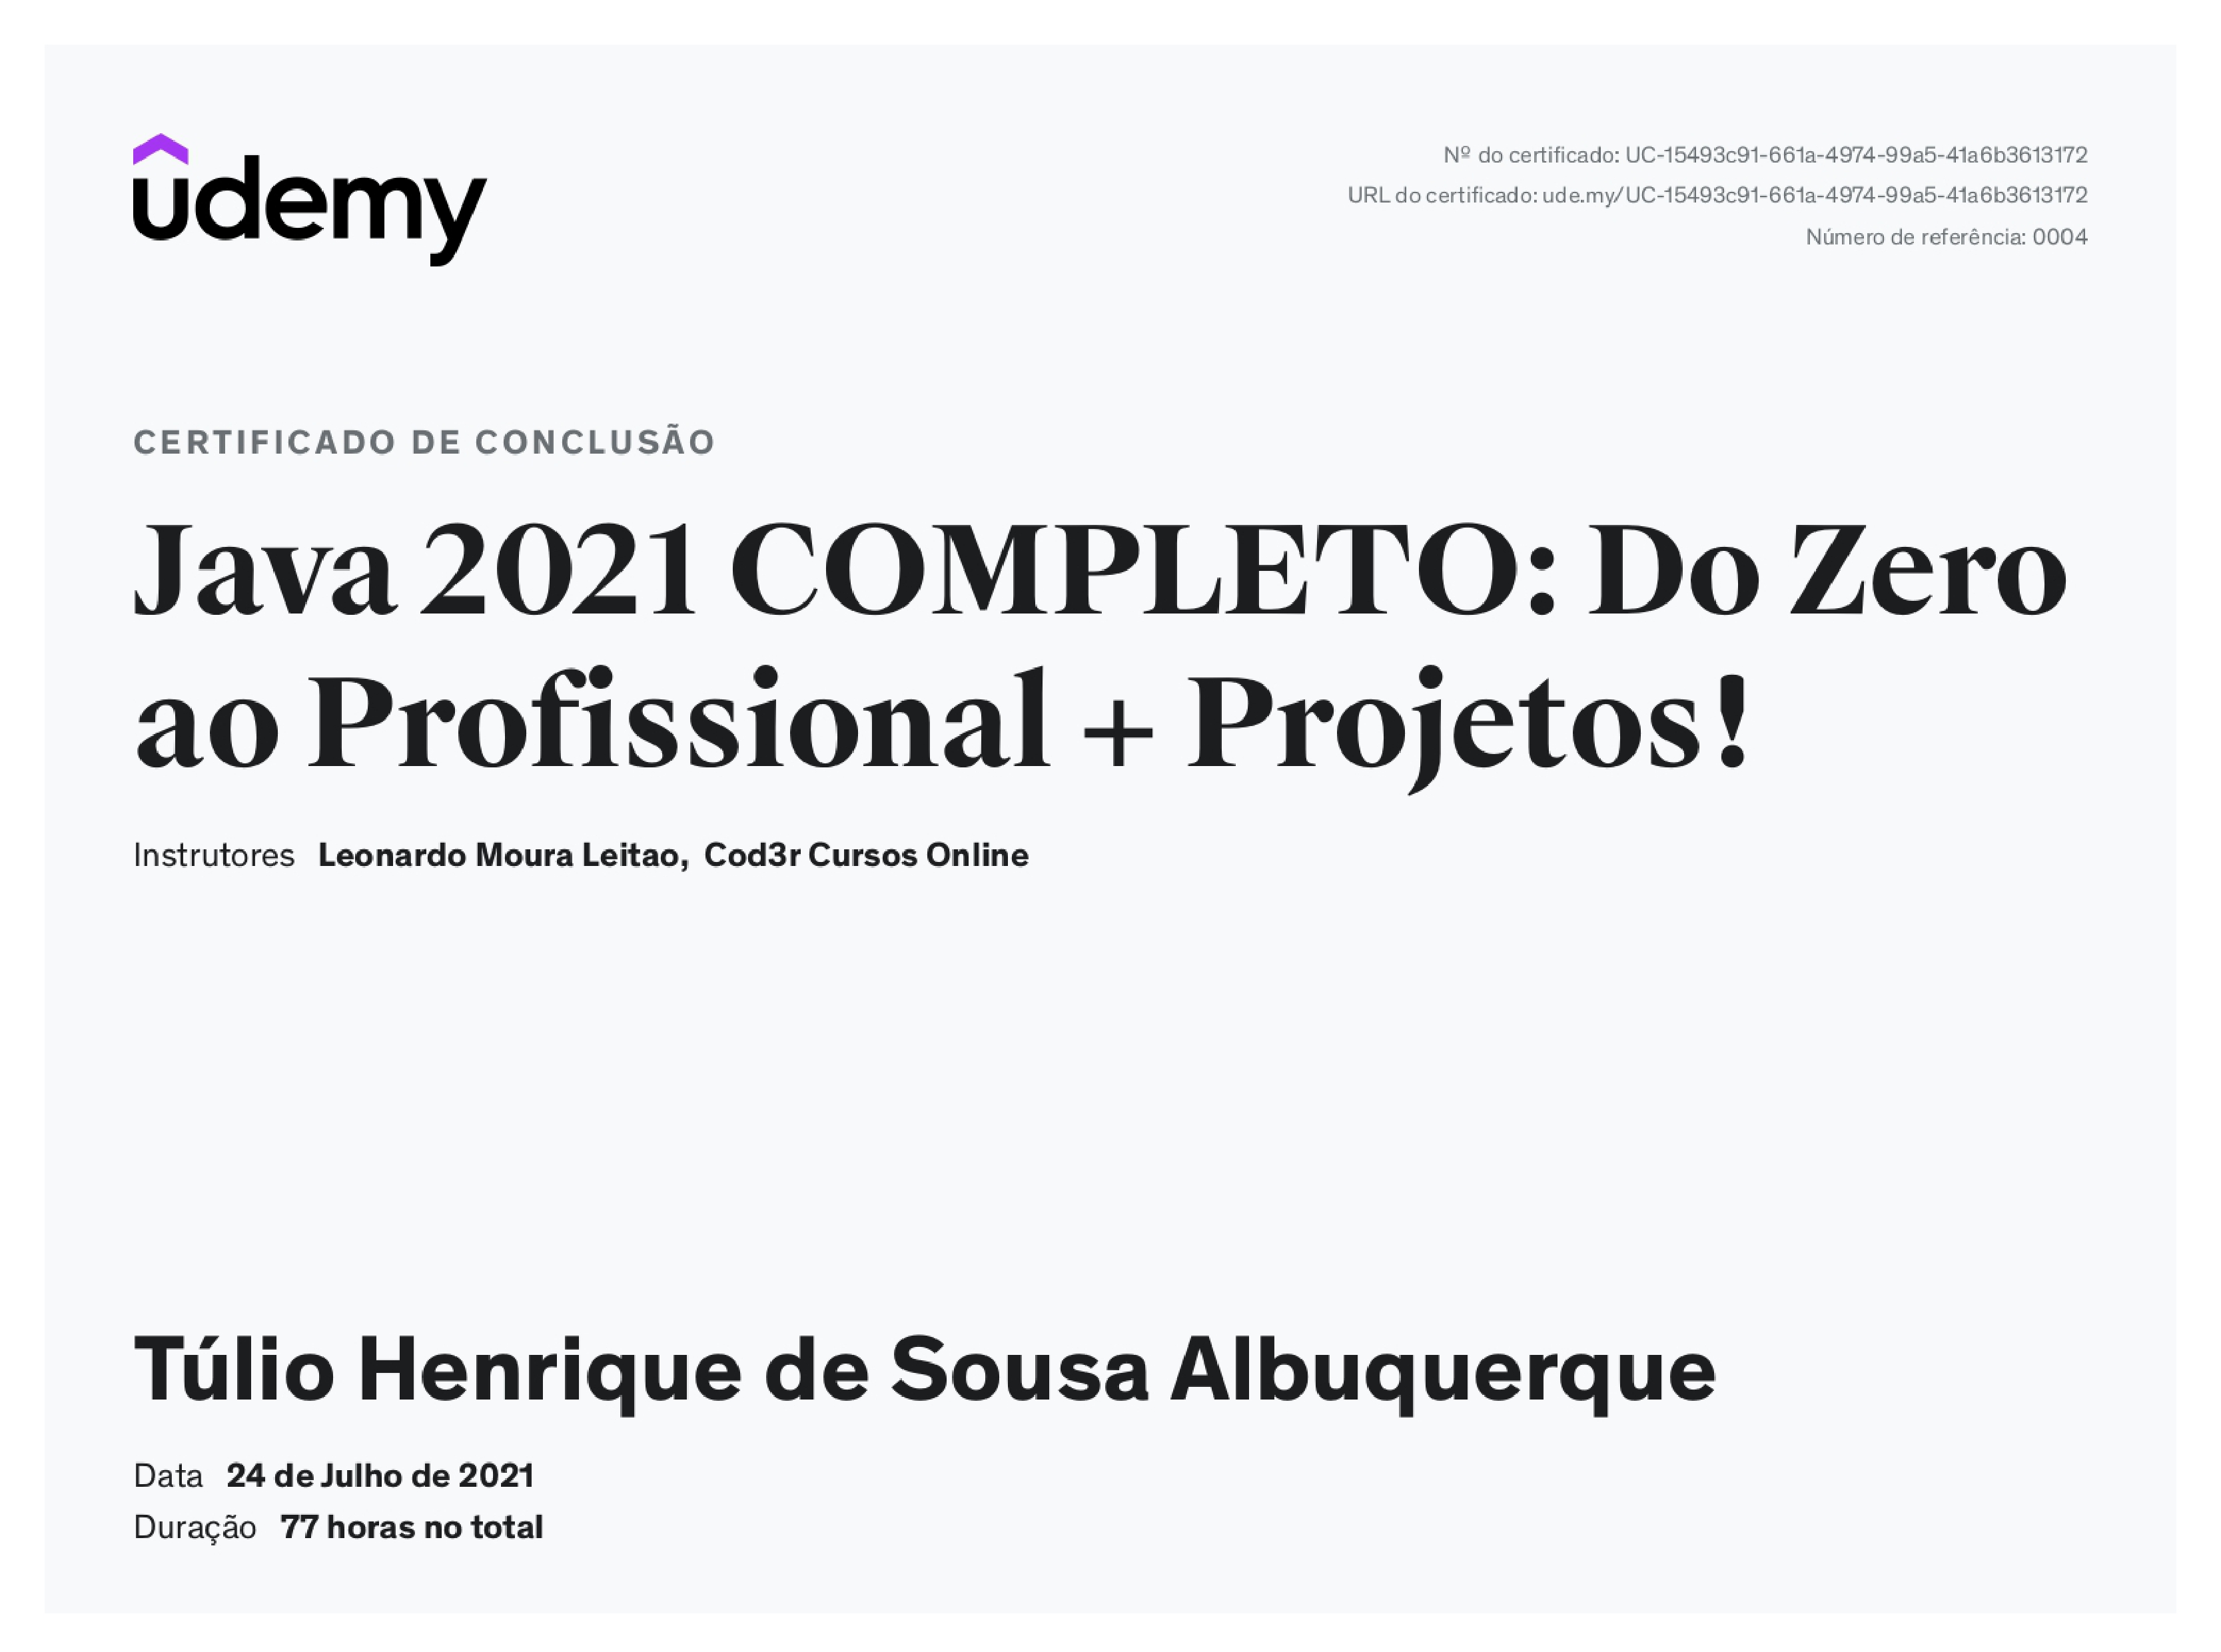 udemy
Nº do certificado: UC-15493c91-661a-4974-99a5-41a6b3613172
URL do certificado: ude.my/UC-15493c91-661a-4974-99a5-41a6b3613172
Número de referência: 0004
CERTIFICADO DE CONCLUSÃO
Java 2021 COMPLETO: Do Zero
ao Profissional + Projetos!
Instrutores Leonardo Moura Leitao, Cod3r Cursos Online
Túlio Henrique de Sousa Albuquerque
Data 24 de Julho de 2021
Duração 77 horas no total